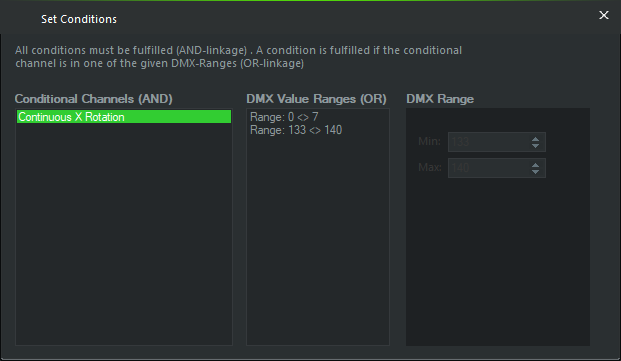 Set Conditions
All conditions must be fulfilled (AND-linkage) . A condition is fulfilled if the conditional
channel is in one of the given DMX-Ranges (OR-linkage)
Conditional Channels (AND)
Continuous X Rotation
DMX Value Ranges (OR)
Range: 0 <> 7
Range: 133 <> 140
DMX Range
Min: 133
Max: 140